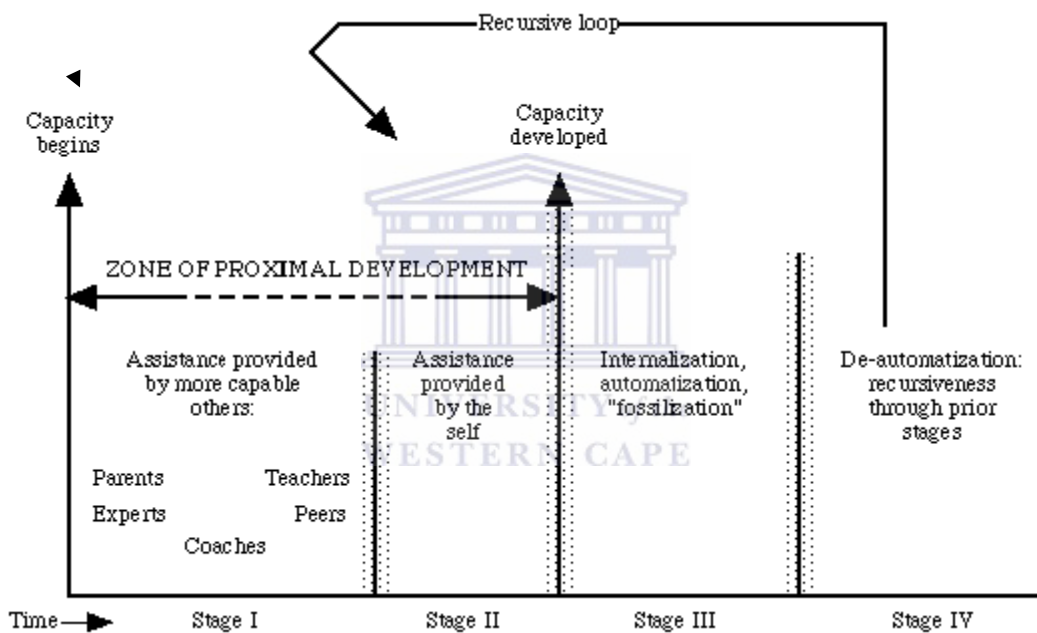 Recursive loop
Capacity
begins
Capacity
developed
ZONE OF PROXIMAL DEVELOPMENT
Assistance provided
by more capable
others:
Parents
Teachers
Experts
Peers
Coaches
Assistance
provided
by the
self
Internalization,
automatization,
"fossilization"
De-automatization:
recursiveness
through prior
stages
UNIVERSITY of the
WESTERN CAPE
Time
Stage I
Stage II
Stage III
Stage IV